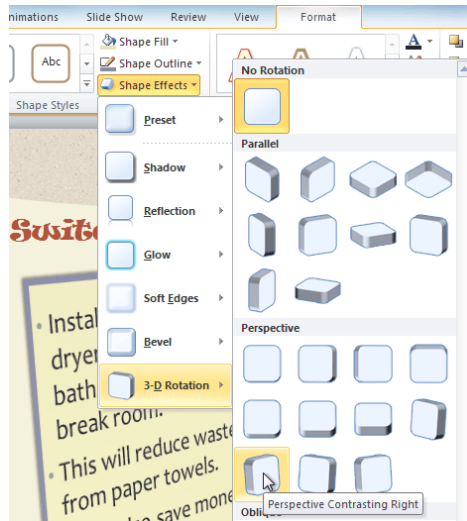 nimations Slide Show Review View Format
Abc
Shape Fill
Shape Outline
Shape Effects
A A A A
Shape Styles
No Rotation
Preset
Parallel
Shadow
Reflection
Glow
Soft Edges
Bevel
Perspective
3-D Rotation
Perspective Contrasting Right
Obliq
Swit
• Instal
dryer
bath
break room.
• This will reduce waste
from paper towels.
save mone